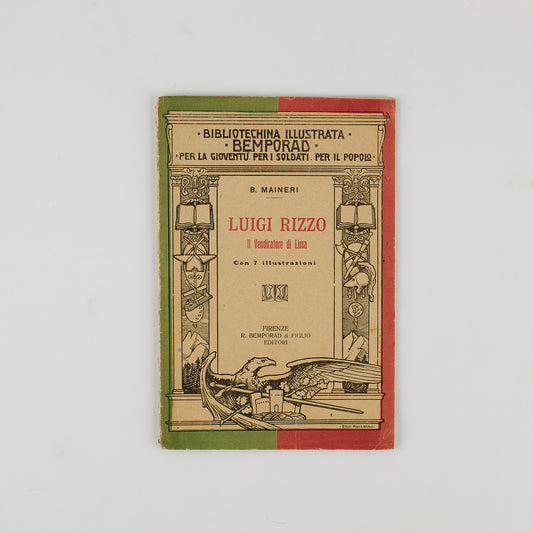 • BIBLIOTECHINA ILLUSTRATA •
• BEMPORAD •
• PER LA GIOVENTÙ. PER I SOLDATI. PER IL POPOLO •
B. MAINERI
LUIGI RIZZO
Il Vendicatore di Lissa
Con 7 illustrazioni
FIRENZE
R. BEMPORAD & FIGLIO
EDITORI